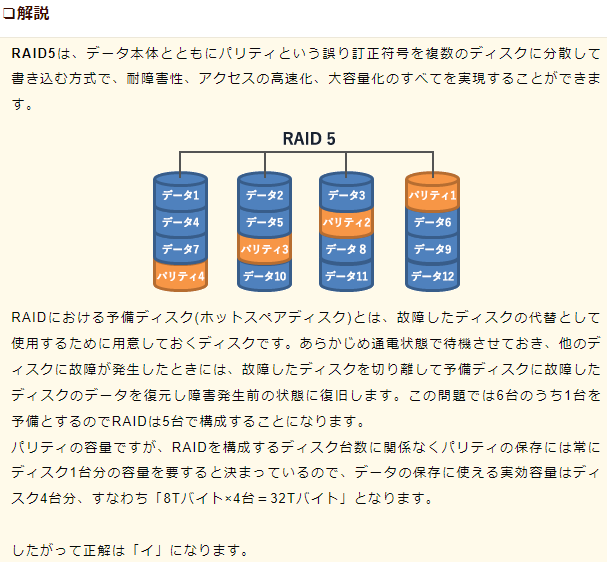 ❏解説
RAID5は、データ本体とともにパリティという誤り訂正符号を複数のディスクに分散して
書き込む方式で、耐障害性、アクセスの高速化、大容量化のすべてを実現することができま
す。
RAID 5
データ1 データ2 データ3 パリティ1
データ4 データ5 パリティ2 データ6
データ7 パリティ3 データ８ データ9
パリティ4 データ10 データ11 データ12
RAIDにおける予備ディスク(ホットスペアディスク)とは、故障したディスクの代替として
使用するために用意しておくディスクです。あらかじめ通電状態で待機させておき、他のデ
ィスクに故障が発生したときには、故障したディスクを切り離して予備ディスクに故障した
ディスクのデータを復元し障害発生前の状態に復旧します。この問題では6台のうち1台を
予備とするのでRAIDは5台で構成することになります。
パリティの容量ですが、RAIDを構成するディスク台数に関係なくパリティの保存には常に
ディスク1台分の容量を要すると決まっているので、データの保存に使える実効容量はディ
スク4台分、すなわち「8Tバイト×4台＝32Tバイト」となります。
したがって正解は「イ」になります。